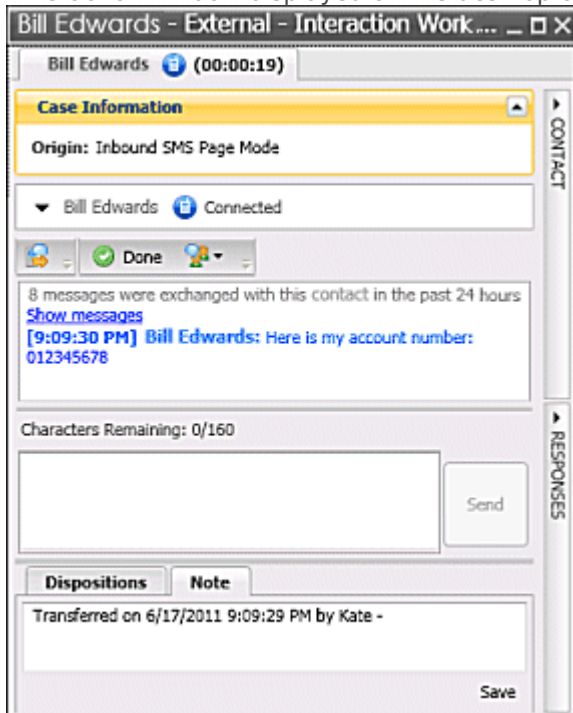 Bill Edwards - External - Interaction Work...
Bill Edwards (00:00:19)
Case Information
Origin: Inbound SMS Page Mode
CONTACT
Bill Edwards Connected
Done
8 messages were exchanged with this contact in the past 24 hours
Show messages
[9:09:30 PM] Bill Edwards: Here is my account number:
012345678
Characters Remaining: 0/160
RESPONSES
Send
Dispositions Note
Transferred on 6/17/2011 9:09:29 PM by Kate -
Save